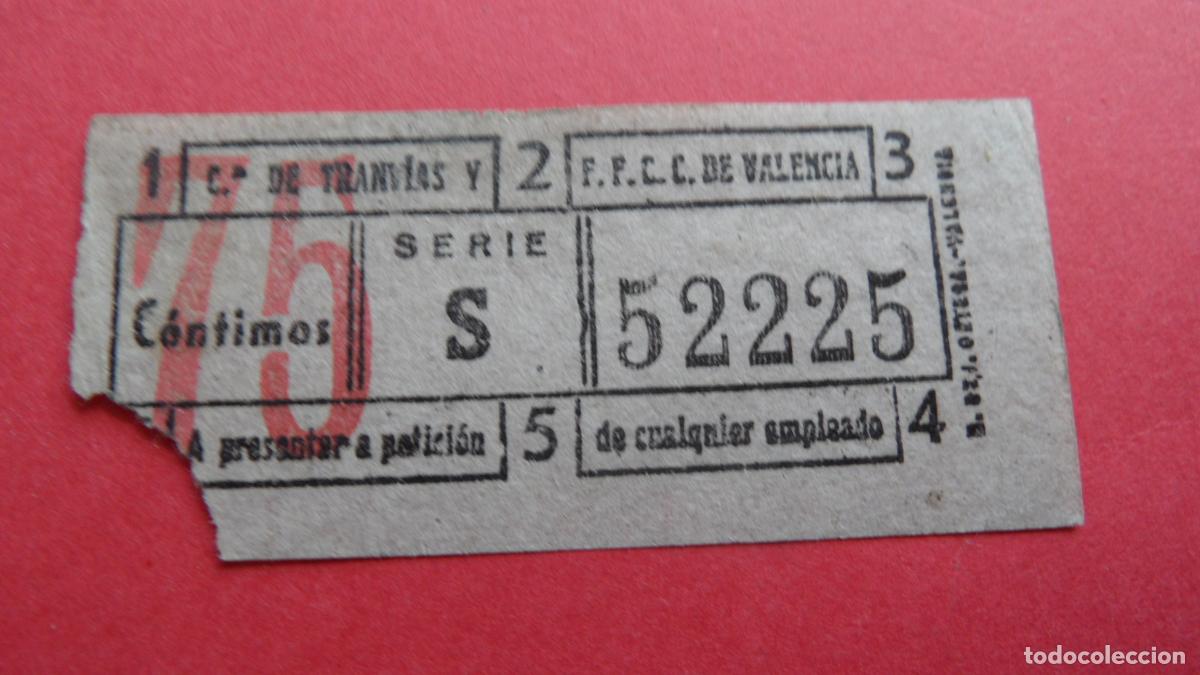 1 C.ª DE TRANVÍAS Y 2 F. F. C. C. DE VALENCIA 3
75
Céntimos
SERIE
S
52225
A presentar a petición 5 de cualquier empleado 4
VALENCIA
todocoleccion